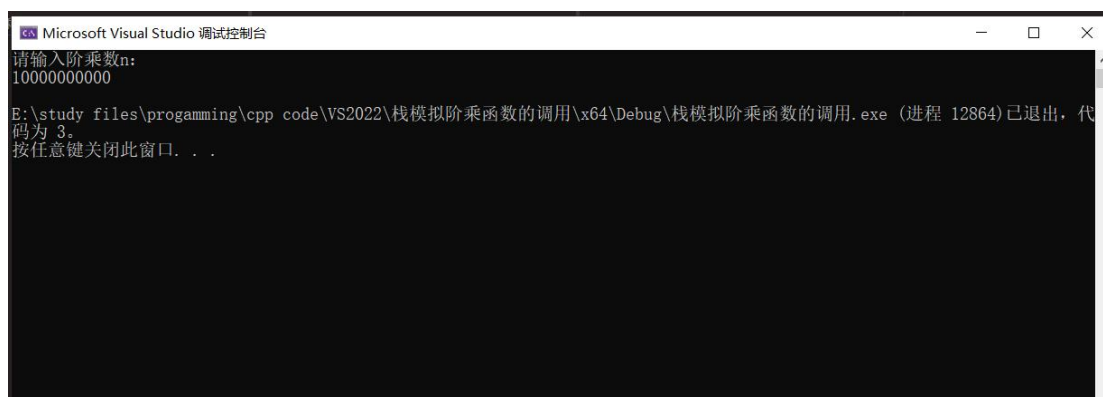 Microsoft Visual Studio 调试控制台
请输入阶乘数n:
10000000000
E:\study files\progamming\cpp code\VS2022\栈模拟阶乘函数的调用\x64\Debug\栈模拟阶乘函数的调用.exe (进程 12864)已退出，代
码为 3。
按任意键关闭此窗口. . .